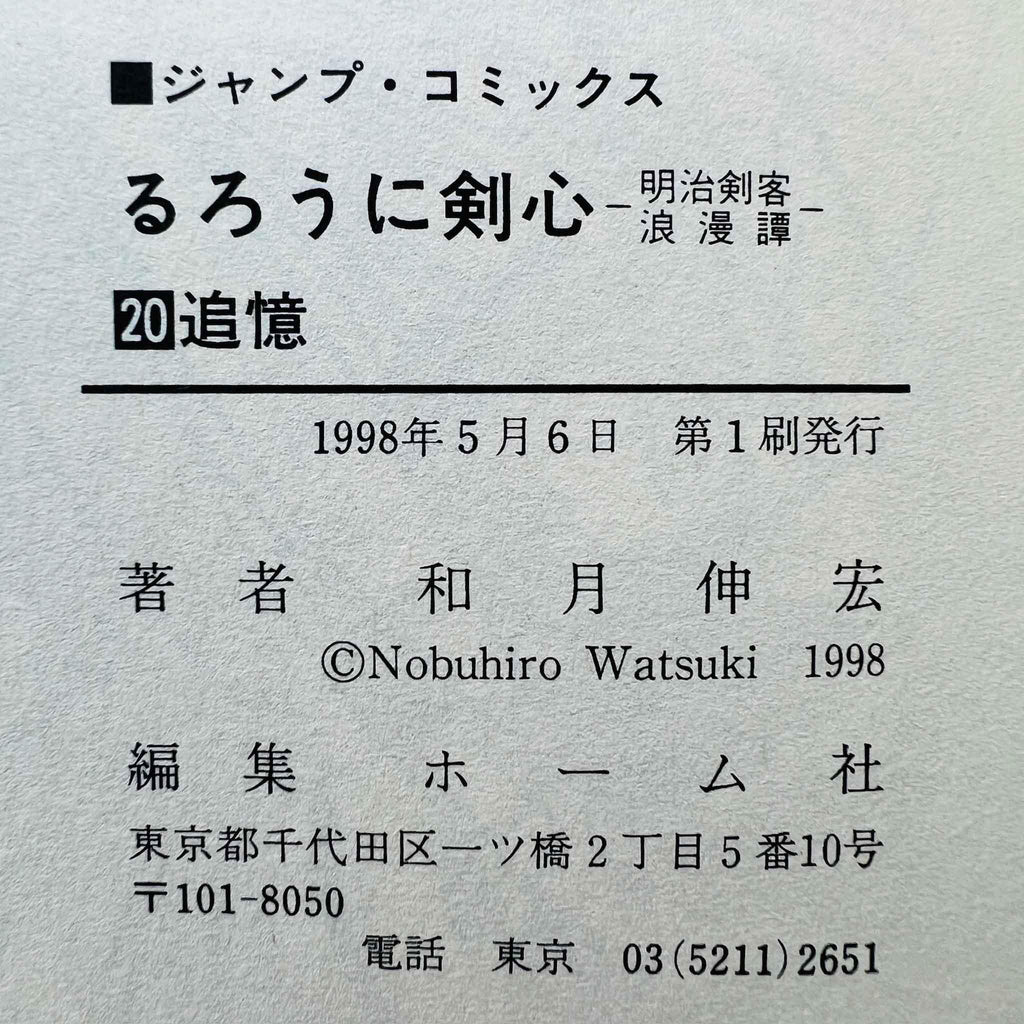 ■ジャンプ・コミックス
るろうに剣心－明治剣客浪漫譚－
20追憶
1998年5月6日　第1刷発行
著者　和月伸宏
©Nobuhiro Watsuki 1998
編集　ホーム社
東京都千代田区一ツ橋2丁目5番10号
〒101-8050
電話　東京　03(5211)2651